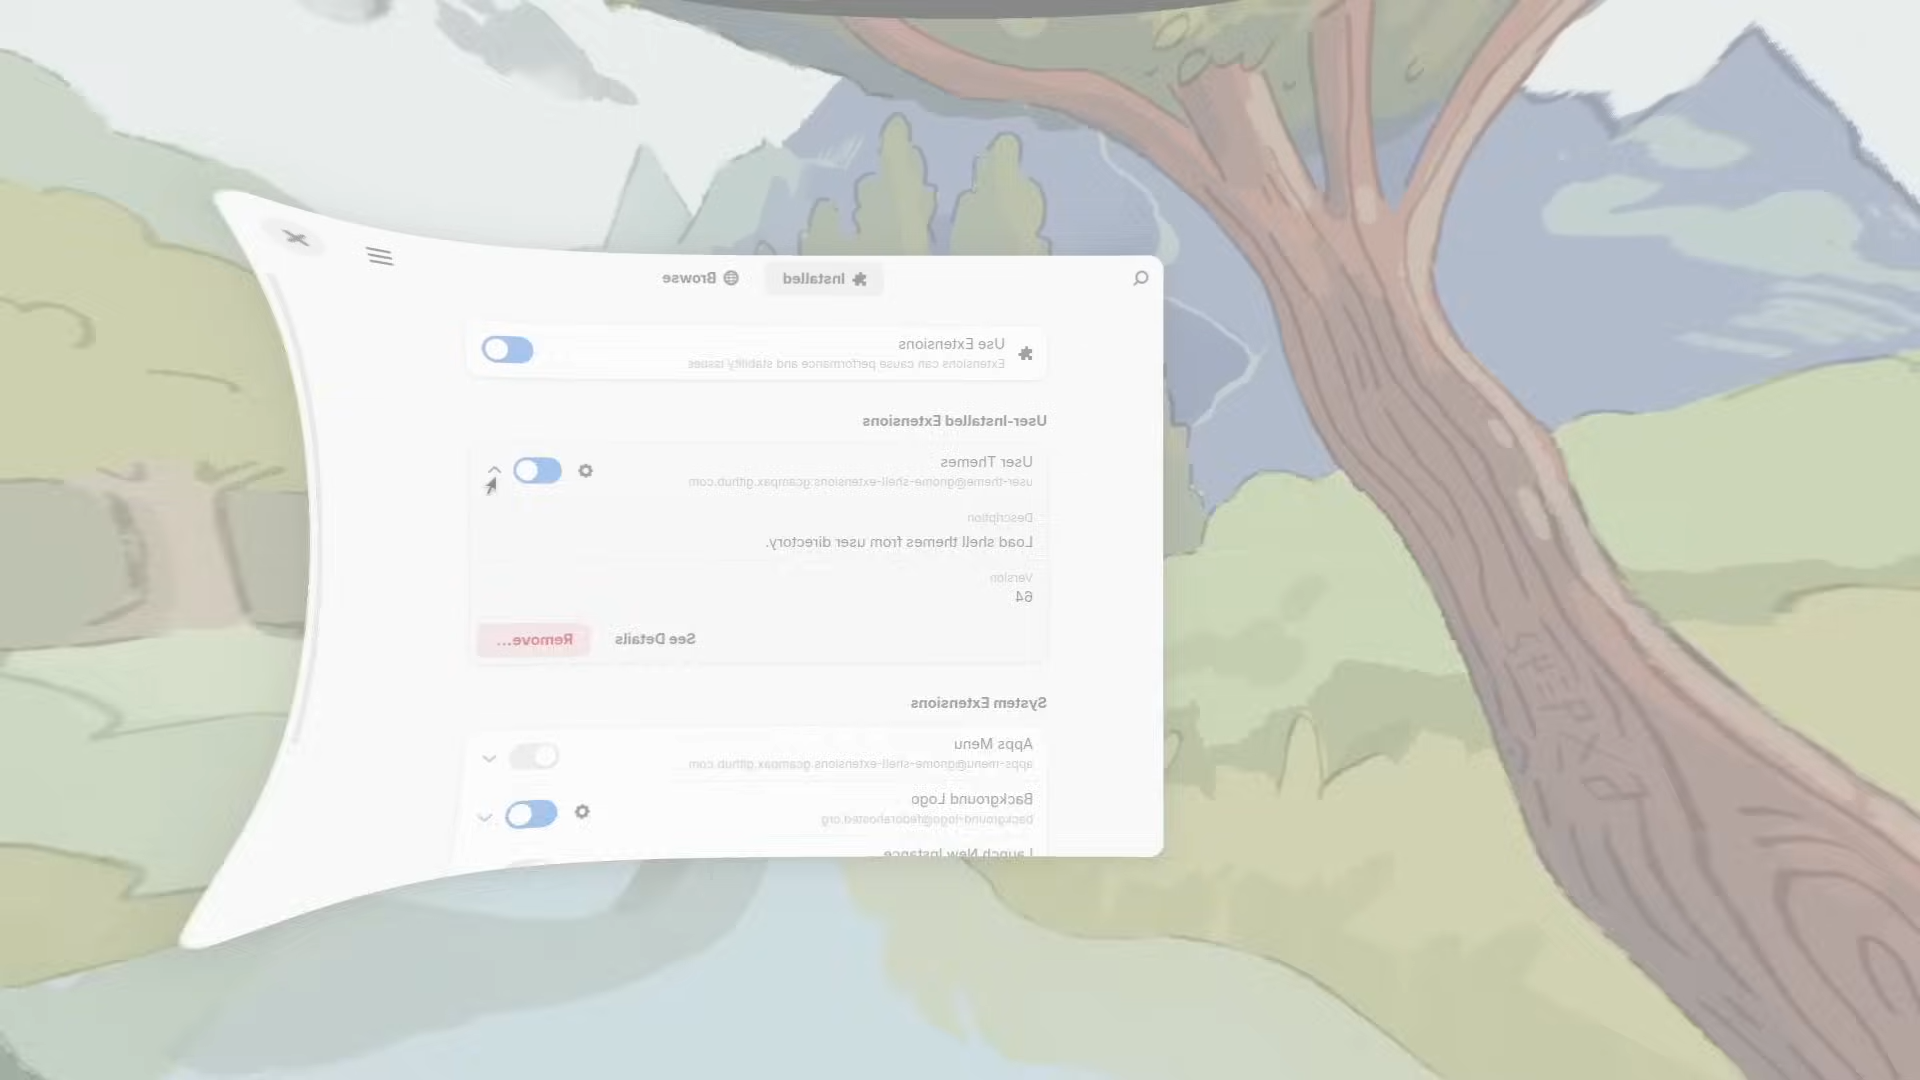 Installed
Browse
Use Extensions
Extensions can cause performance and stability issues
User-Installed Extensions
User Themes
user-theme@gnome-shell-extensions.gcampax.github.com
Description
Load shell themes from user directory.
Version
64
See Details
Remove...
System Extensions
Apps Menu
apps-menu@gnome-shell-extensions.gcampax.github.com
Background Logo
background-logo@fedorahosted.org
Launch New Instance